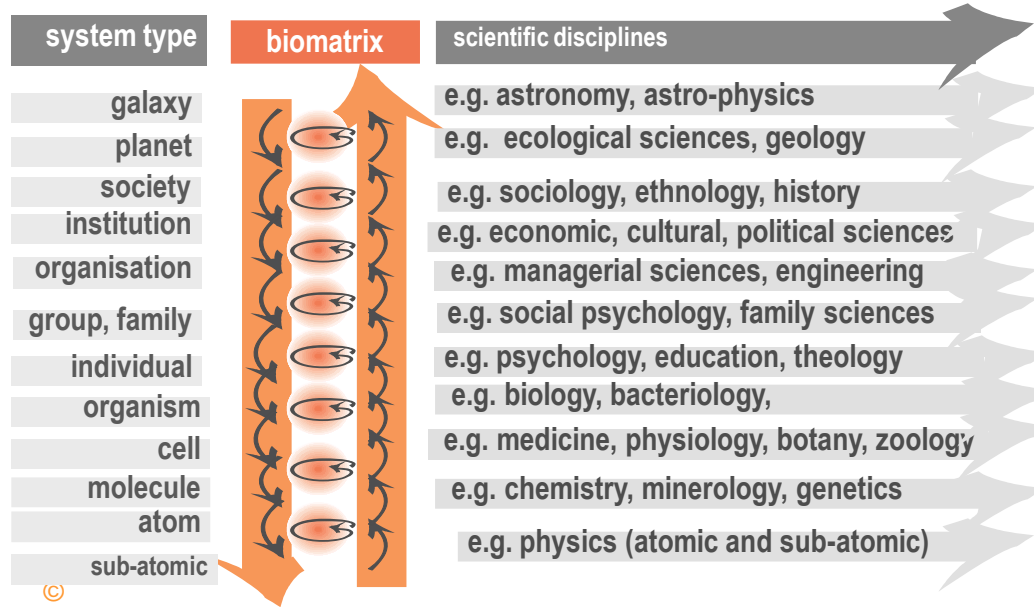 system type
biomatrix
scientific disciplines
galaxy
e.g. astronomy, astro-physics
planet
e.g. ecological sciences, geology
society
e.g. sociology, ethnology, history
institution
e.g. economic, cultural, political sciences
organisation
e.g. managerial sciences, engineering
group, family
e.g. social psychology, family sciences
individual
e.g. psychology, education, theology
organism
e.g. biology, bacteriology,
cell
e.g. medicine, physiology, botany, zoology
molecule
e.g. chemistry, minerology, genetics
atom
e.g. physics (atomic and sub-atomic)
sub-atomic
©